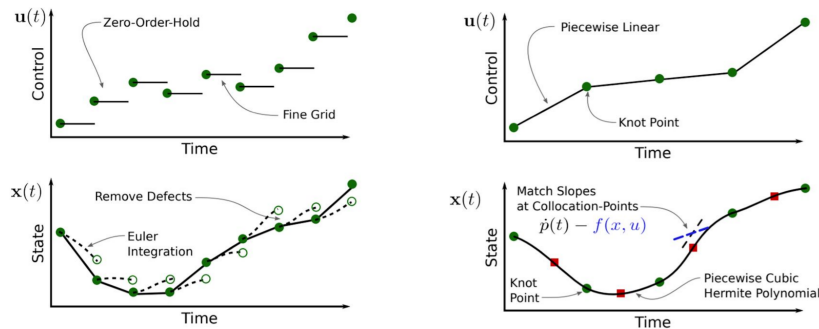 u(t)
Zero-Order-Hold
Control
Fine Grid
Time
x(t)
Remove Defects
Euler
Integration
State
Time
u(t)
Piecewise Linear
Control
Knot Point
Time
x(t)
Match Slopes
at Collocation-Points
ṗ(t) − f(x, u)
State
Knot
Point
Piecewise Cubic
Hermite Polynomial
Time